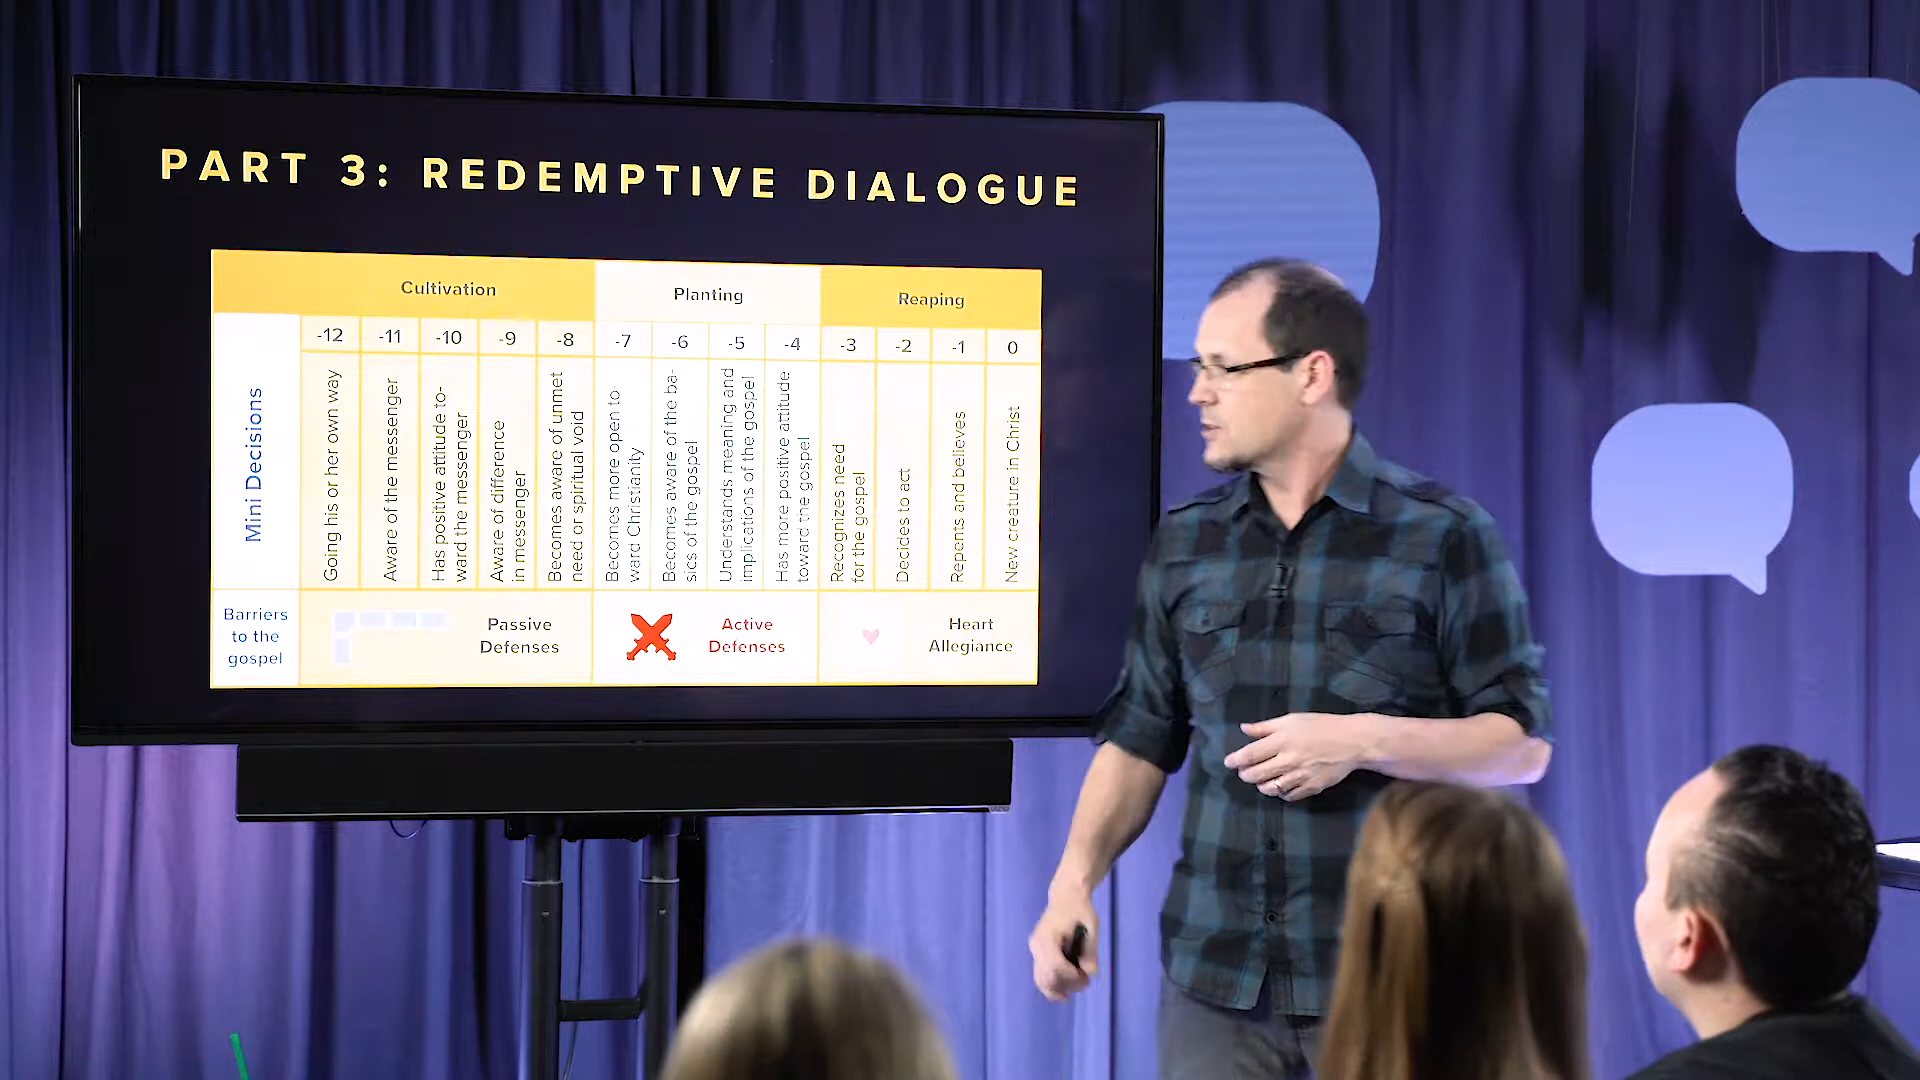 PART 3: REDEMPTIVE DIALOGUE
Cultivation
Planting
Reaping
-12
-11
-10
-9
-8
-7
-6
-5
-4
-3
-2
-1
0
Mini Decisions
Going his or her own way
Aware of the messenger
Has positive attitude to-
ward the messenger
Aware of difference
in messenger
Becomes aware of unmet
need or spiritual void
Becomes more open to-
ward Christianity
Becomes aware of the ba-
sics of the gospel
Understands meaning and
implications of the gospel
Has more positive attitude
toward the gospel
Recognizes need
for the gospel
Decides to act
Repents and believes
New creature in Christ
Barriers
to the
gospel
Passive
Defenses
Active
Defenses
Heart
Allegiance